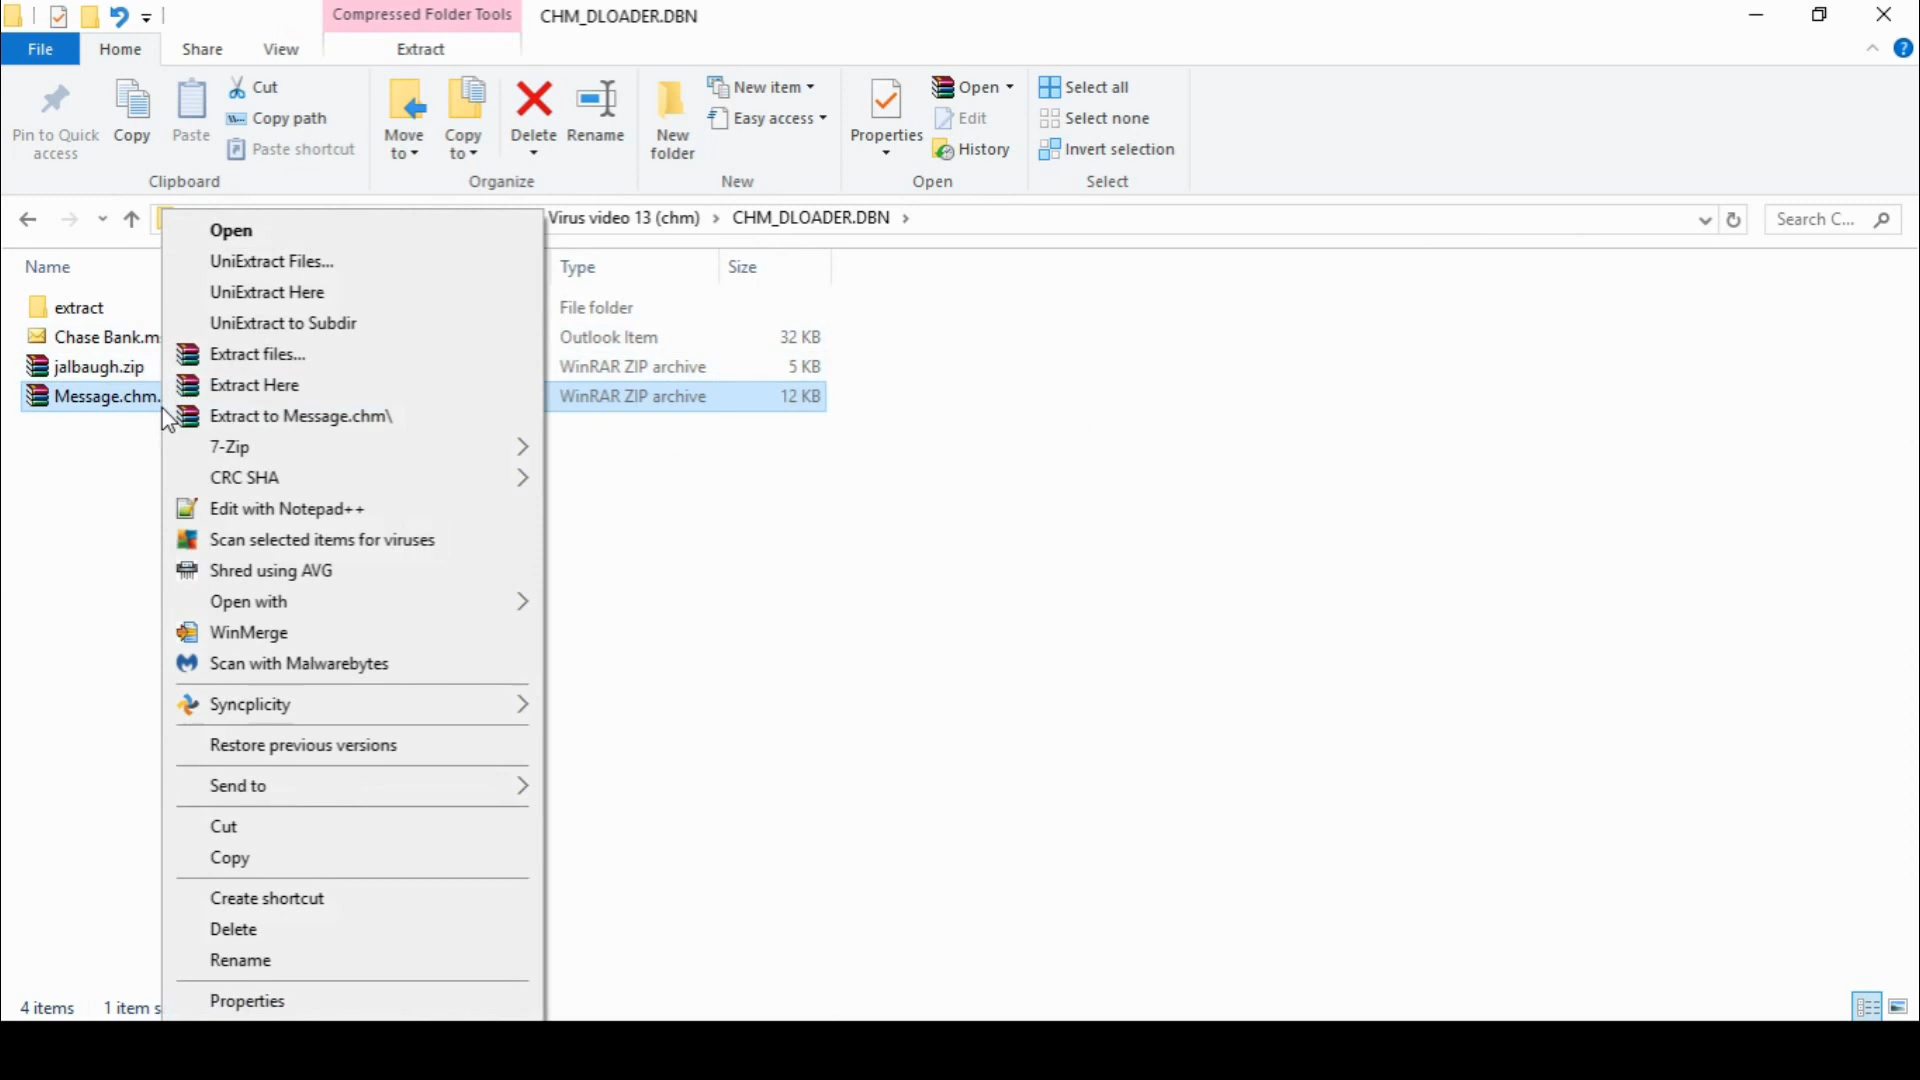 Compressed Folder Tools CHM_DLOADER.DBN
File Home Share View Extract
Pin to Quick access
Copy
Paste
Cut
Copy path
Paste shortcut
Clipboard
Move to
Copy to
Delete
Rename
Organize
New folder
New item
Easy access
New
Properties
Open
Edit
History
Open
Select all
Select none
Invert selection
Select
Virus video 13 (chm) > CHM_DLOADER.DBN >
Search C...
Name Type Size
extract File folder
Chase Bank.m Outlook Item 32 KB
jalbaugh.zip WinRAR ZIP archive 5 KB
Message.chm. WinRAR ZIP archive 12 KB
Open
UniExtract Files...
UniExtract Here
UniExtract to Subdir
Extract files...
Extract Here
Extract to Message.chm\
7-Zip
CRC SHA
Edit with Notepad++
Scan selected items for viruses
Shred using AVG
Open with
WinMerge
Scan with Malwarebytes
Syncplicity
Restore previous versions
Send to
Cut
Copy
Create shortcut
Delete
Rename
Properties
4 items 1 item s